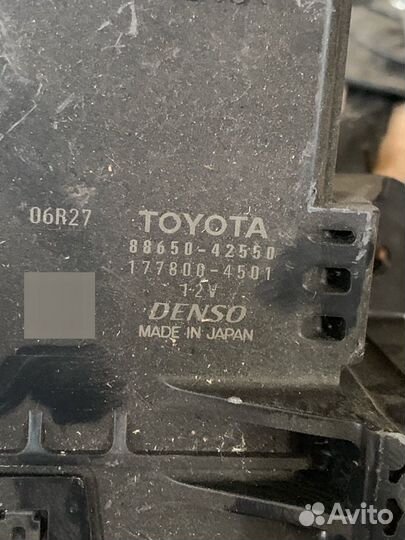 06R27
TOYOTA
88650-42550
177800-4501
12V
DENSO
MADE IN JAPAN
Avito